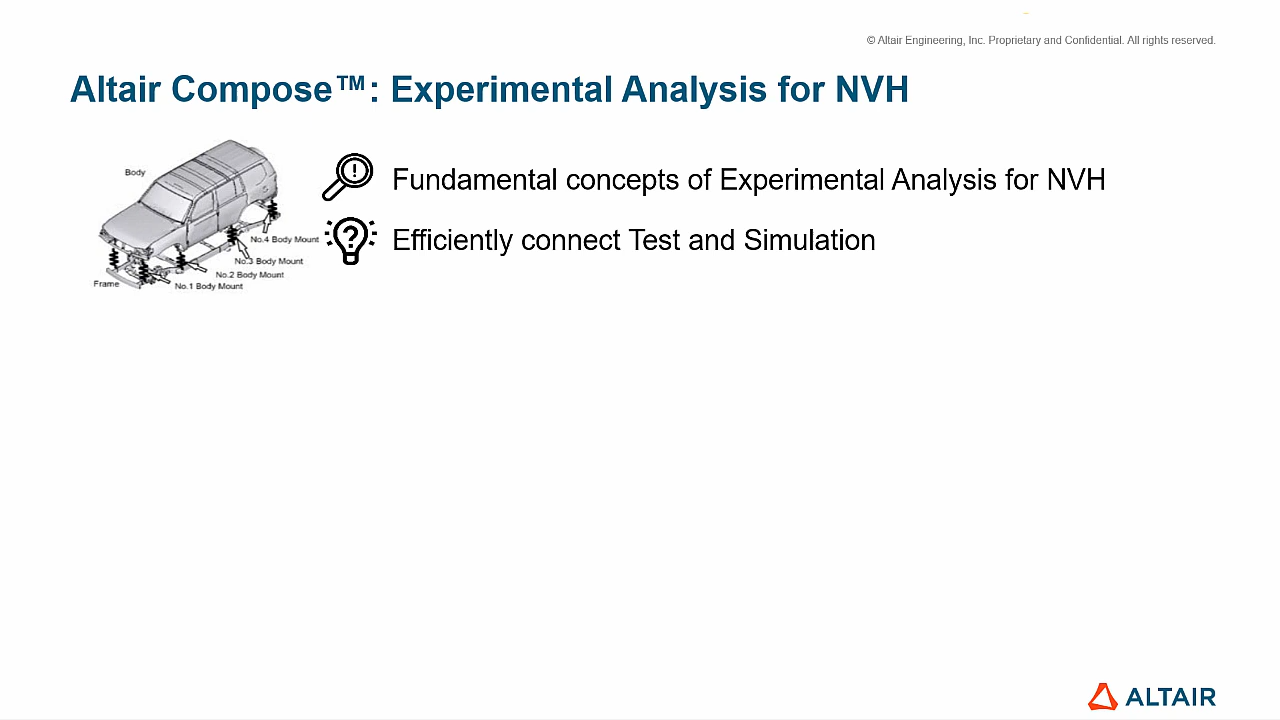 © Altair Engineering, Inc. Proprietary and Confidential. All rights reserved.
Altair Compose™: Experimental Analysis for NVH
Body
Fundamental concepts of Experimental Analysis for NVH
Efficiently connect Test and Simulation
No.4 Body Mount
No.3 Body Mount
No.2 Body Mount
Frame
No.1 Body Mount
ALTAIR